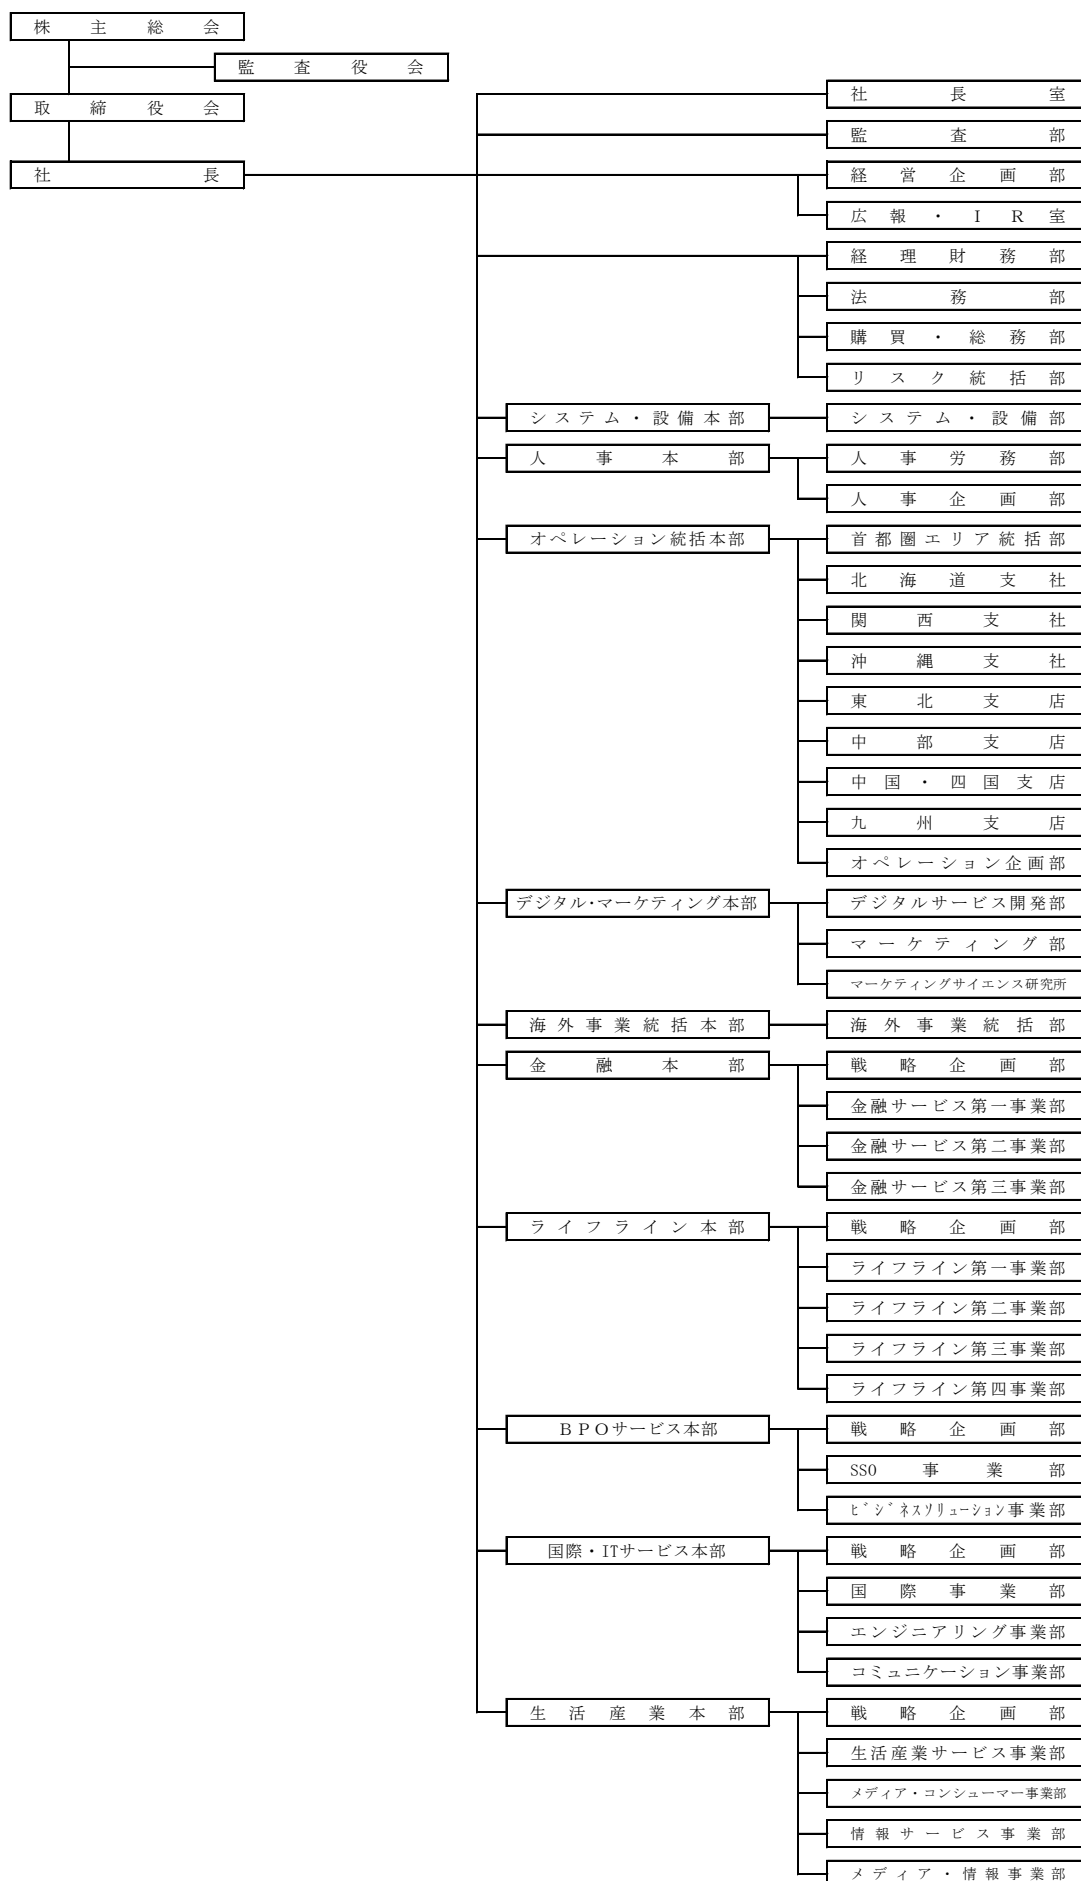 株主総会
監査役会
取締役会
社長
社長室
監査部
経営企画部
広報・ＩＲ室
経理財務部
法務部
購買・総務部
リスク統括部
システム・設備本部
システム・設備部
人事本部
人事労務部
人事企画部
オペレーション統括本部
首都圏エリア統括部
北海道支社
関西支社
沖縄支社
東北支店
中部支店
中国・四国支店
九州支店
オペレーション企画部
デジタル・マーケティング本部
デジタルサービス開発部
マーケティング部
マーケティングサイエンス研究所
海外事業統括本部
海外事業統括部
金融本部
戦略企画部
金融サービス第一事業部
金融サービス第二事業部
金融サービス第三事業部
ライフライン本部
戦略企画部
ライフライン第一事業部
ライフライン第二事業部
ライフライン第三事業部
ライフライン第四事業部
ＢＰＯサービス本部
戦略企画部
SSO事業部
ﾋﾞｼﾞﾈｽｿﾘｭｰｼｮﾝ事業部
国際・ITサービス本部
戦略企画部
国際事業部
エンジニアリング事業部
コミュニケーション事業部
生活産業本部
戦略企画部
生活産業サービス事業部
メディア・コンシューマー事業部
情報サービス事業部
メディア・情報事業部